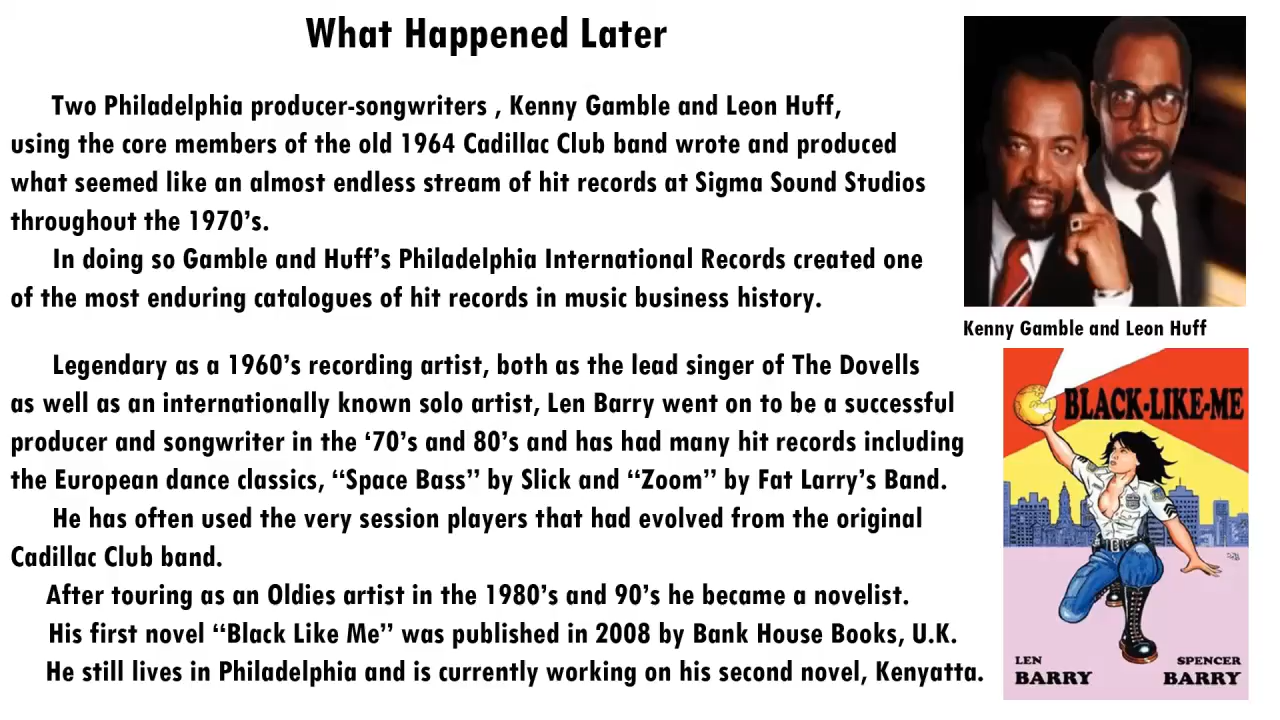 What Happened Later
Two Philadelphia producer-songwriters , Kenny Gamble and Leon Huff,
using the core members of the old 1964 Cadillac Club band wrote and produced
what seemed like an almost endless stream of hit records at Sigma Sound Studios
throughout the 1970’s.
In doing so Gamble and Huff’s Philadelphia International Records created one
of the most enduring catalogues of hit records in music business history.
Kenny Gamble and Leon Huff
Legendary as a 1960’s recording artist, both as the lead singer of The Dovells
as well as an internationally known solo artist, Len Barry went on to be a successful
producer and songwriter in the ‘70’s and 80’s and has had many hit records including
the European dance classics, “Space Bass” by Slick and “Zoom” by Fat Larry’s Band.
He has often used the very session players that had evolved from the original
Cadillac Club band.
After touring as an Oldies artist in the 1980’s and 90’s he became a novelist.
His first novel “Black Like Me” was published in 2008 by Bank House Books, U.K.
He still lives in Philadelphia and is currently working on his second novel, Kenyatta.
BLACK-LIKE-ME
LEN
BARRY
SPENCER
BARRY